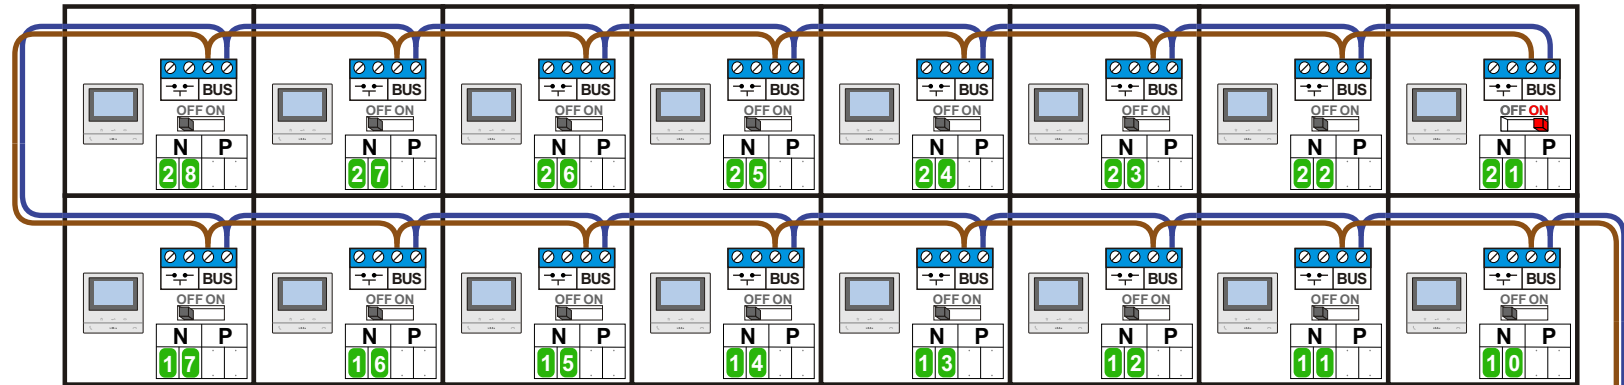 BUS BUS BUS BUS BUS BUS BUS BUS
OFF ON OFF ON OFF ON OFF ON OFF ON OFF ON OFF ON OFF ON
N P N P N P N P N P N P N P N P
28 27 26 25 24 23 22 21
BUS BUS BUS BUS BUS BUS BUS BUS
OFF ON OFF ON OFF ON OFF ON OFF ON OFF ON OFF ON OFF ON
N P N P N P N P N P N P N P N P
17 16 15 14 13 12 11 10